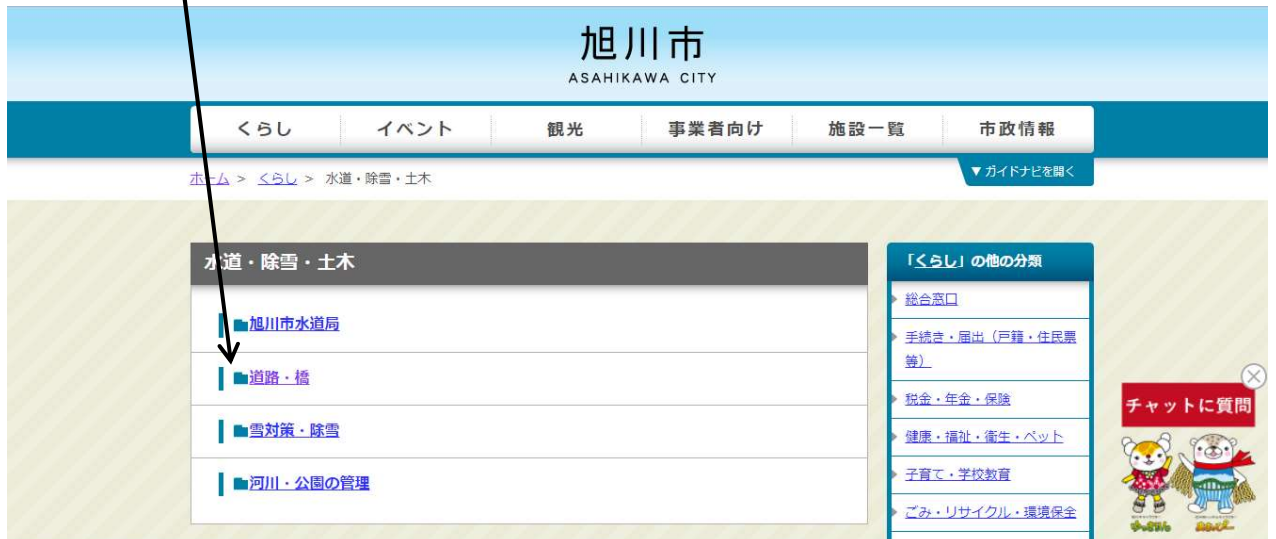 旭川市
ASAHIKAWA CITY
くらし イベント 観光 事業者向け 施設一覧 市政情報
ホーム > くらし > 水道・除雪・土木
▼ガイドナビを開く
水道・除雪・土木
旭川市水道局
道路・橋
雪対策・除雪
河川・公園の管理
「くらし」の他の分類
総合窓口
手続き・届出（戸籍・住民票
等）
税金・年金・保険
健康・福祉・衛生・ペット
子育て・学校教育
ごみ・リサイクル・環境保全
チャットに質問